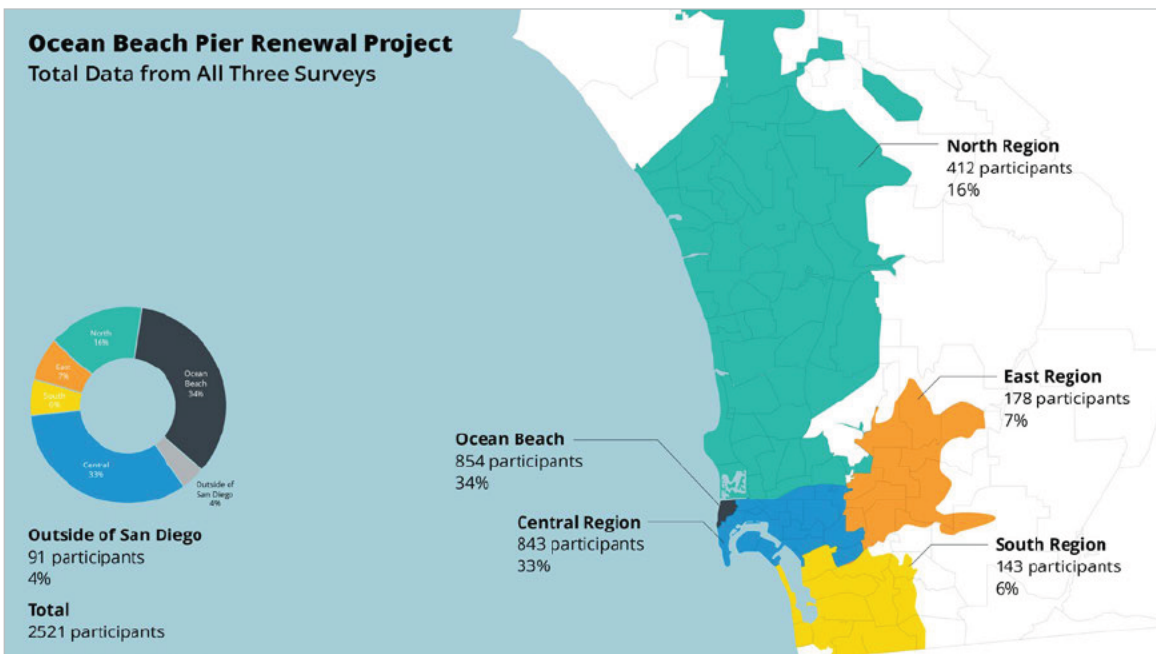 Ocean Beach Pier Renewal Project
Total Data from All Three Surveys
North Region
412 participants
16%
East Region
178 participants
7%
Ocean Beach
854 participants
34%
Central Region
843 participants
33%
South Region
143 participants
6%
North
16%
East
7%
South
6%
Central
33%
Ocean
Beach
34%
Outside of
San Diego
4%
Outside of San Diego
91 participants
4%
Total
2521 participants